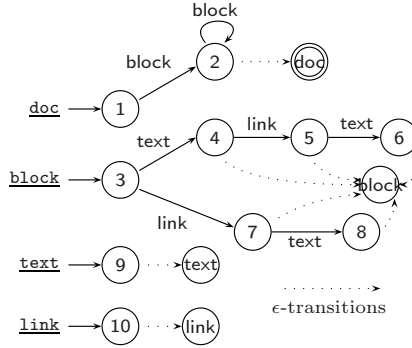 block
block 2 doc
doc 1
text 4 link 5 text 6
block 3 block
link 7 text 8
text 9 text
ϵ-transitions
link 10 link